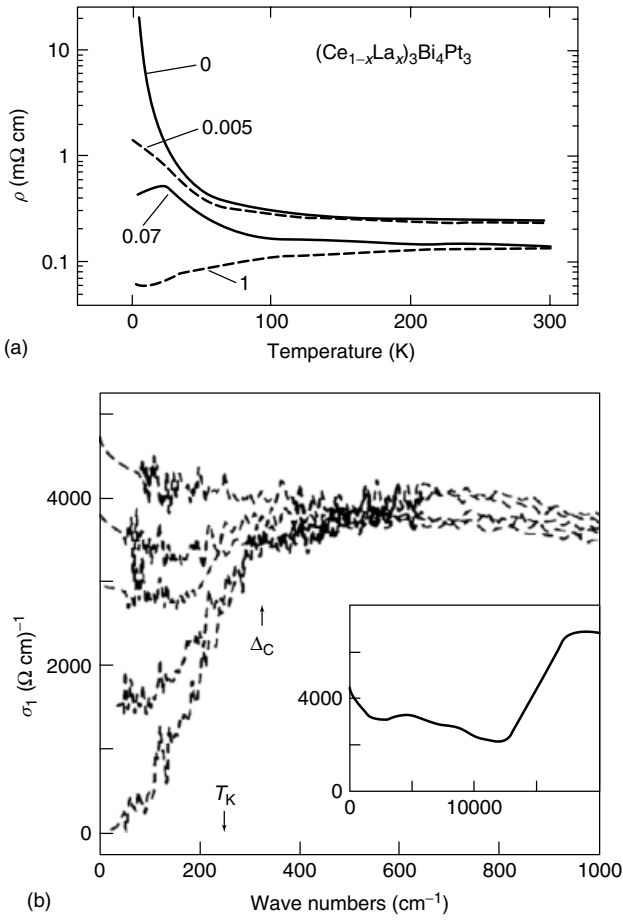 (Ce₁₋ₓLaₓ)₃Bi₄Pt₃
10
0
0.005
1
0.07
0.1
1
ρ (mΩ cm)
0 100 200 300
Temperature (K)
(a)
4000
2000
0
σ₁ (Ω cm)⁻¹
Δ_C
T_K
4000
0
0 10000
0 200 400 600 800 1000
Wave numbers (cm⁻¹)
(b)